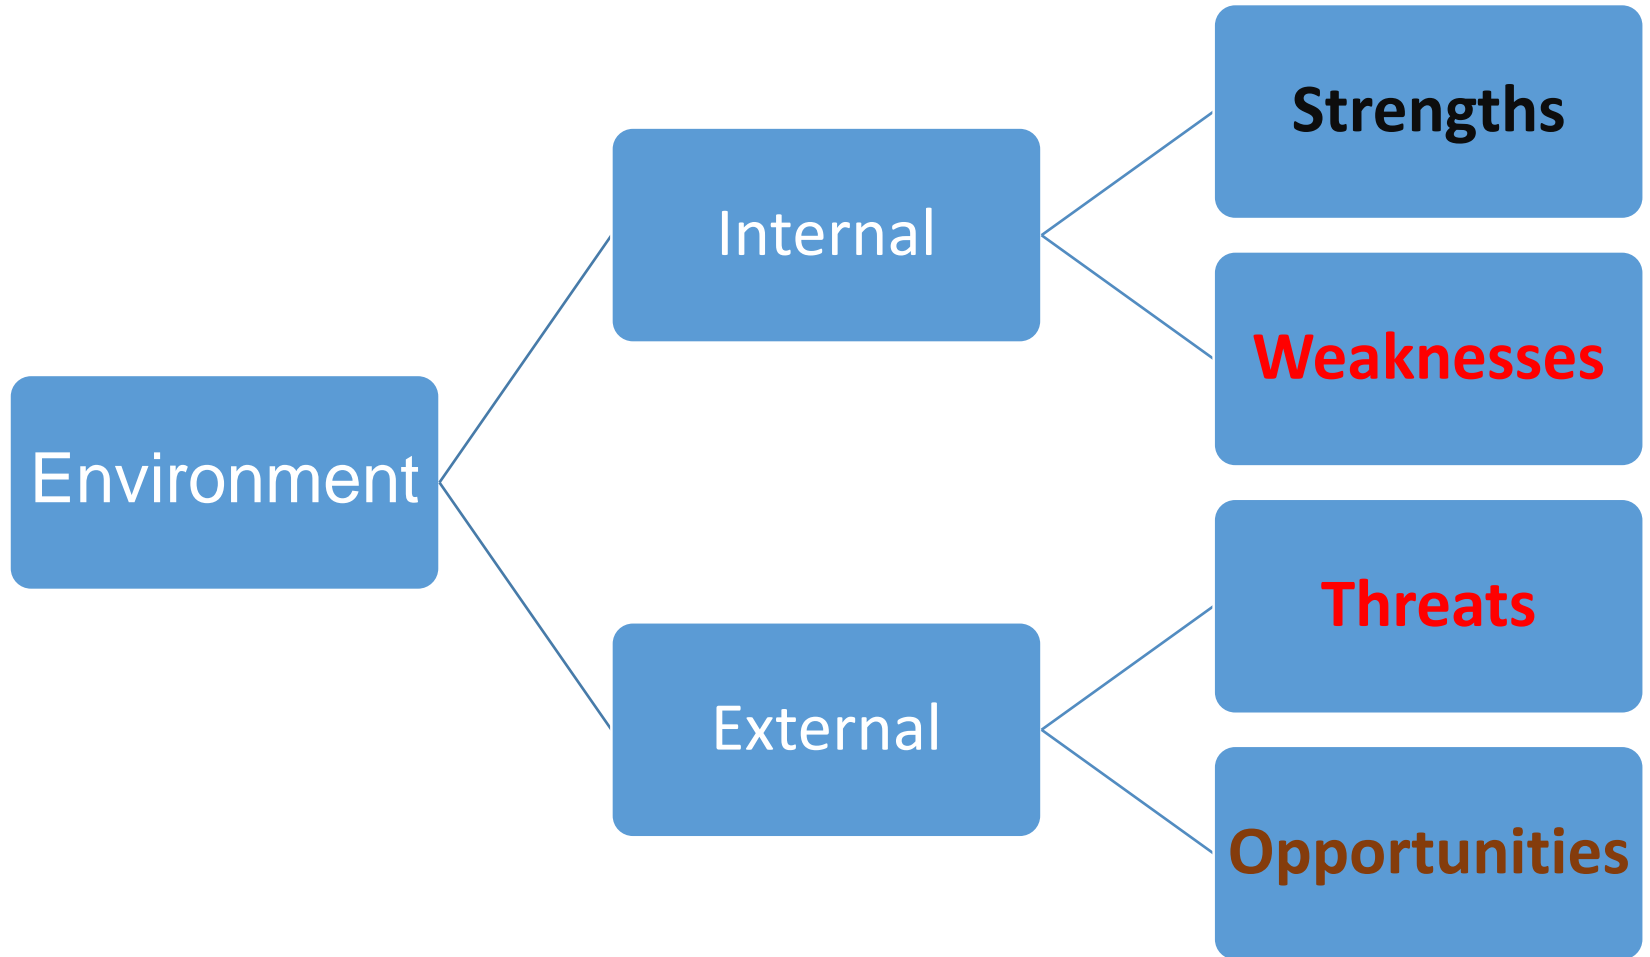 Environment
Internal
External
Strengths
Weaknesses
Threats
Opportunities